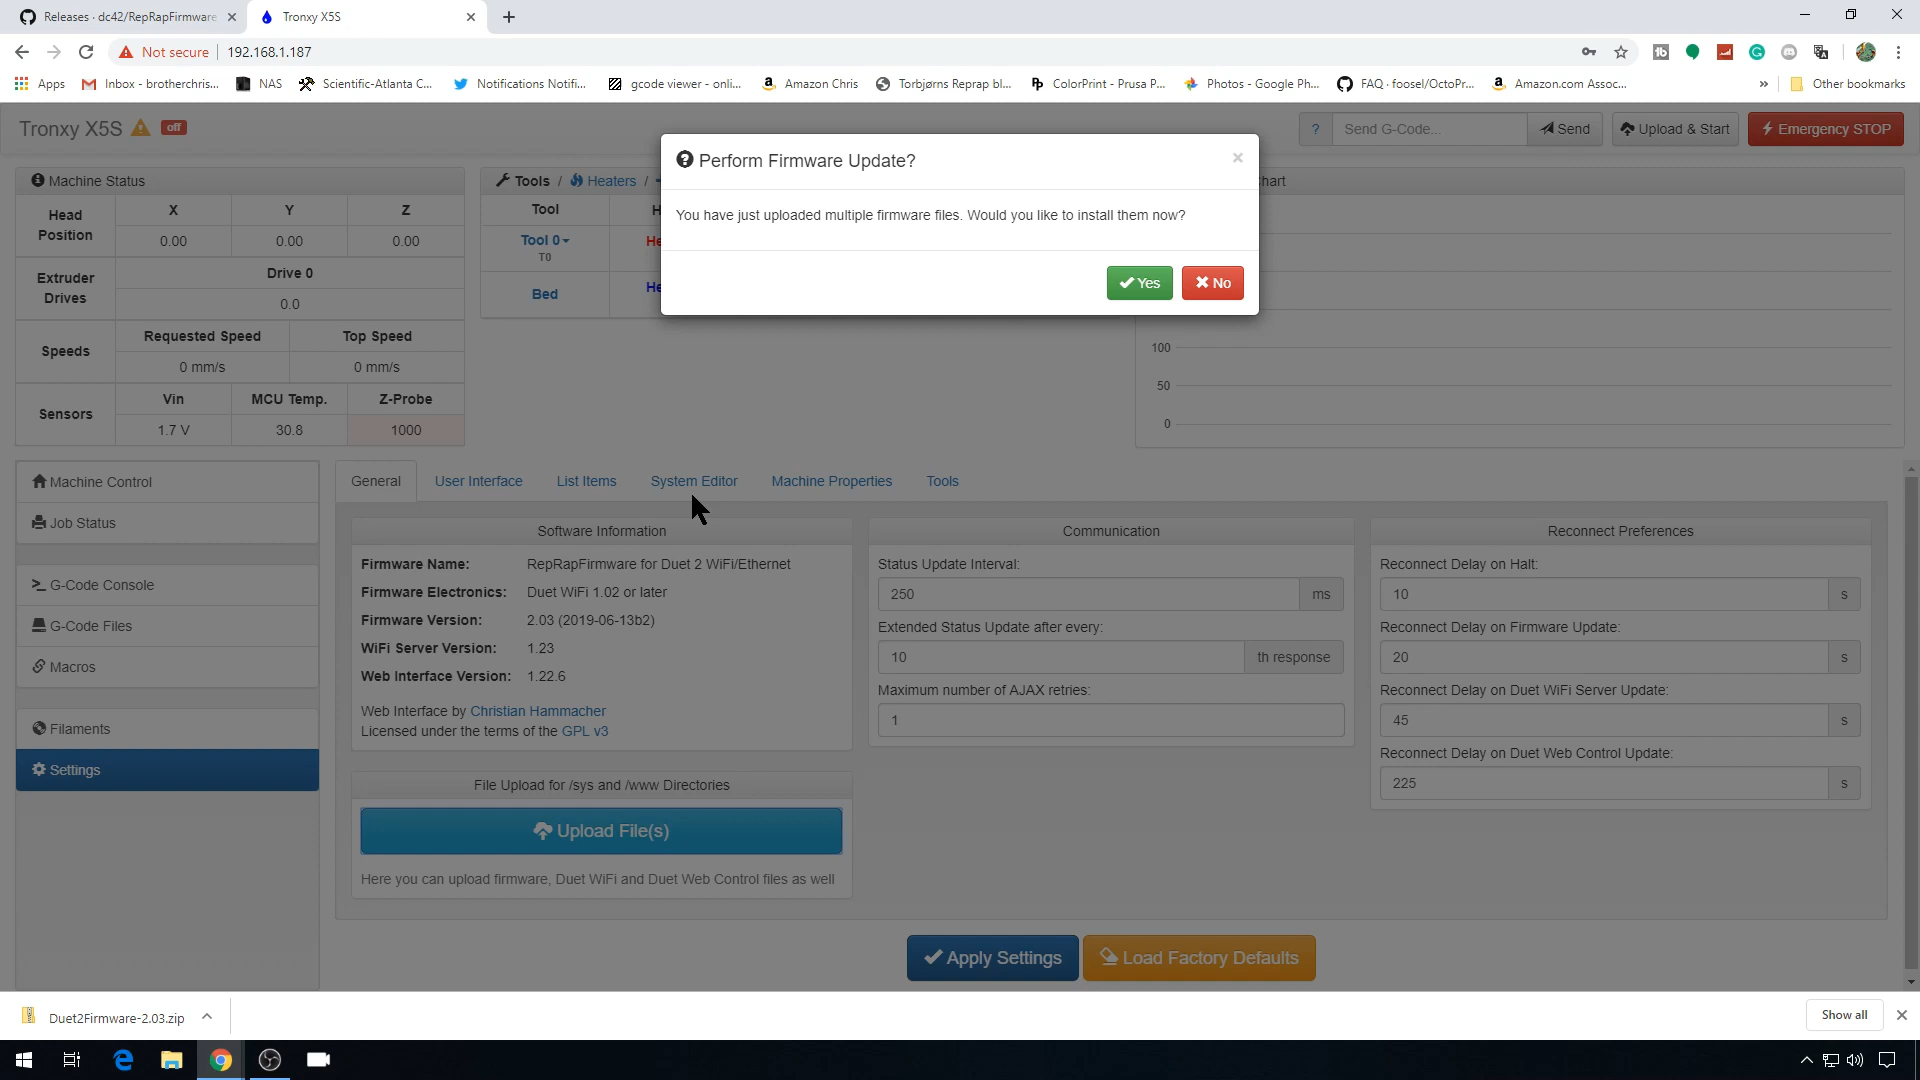 Releases · dc42/RepRapFirmware
Tronxy X5S
Not secure
192.168.1.187
Apps
Inbox - brotherchris...
NAS
Scientific-Atlanta C...
Notifications Notifi...
gcode viewer - onli...
Amazon Chris
Torbjørns Reprap bl...
ColorPrint - Prusa P...
Photos - Google Ph...
FAQ · foosel/OctoPr...
Amazon.com Assoc...
»
Other bookmarks
Tronxy X5S
off
?
Send G-Code...
Send
Upload & Start
Emergency STOP
Perform Firmware Update?
×
You have just uploaded multiple firmware files. Would you like to install them now?
Yes
No
Machine Status
X
Y
Z
Head Position
0.00
0.00
0.00
Extruder Drives
Drive 0
0.0
Speeds
Requested Speed
Top Speed
0 mm/s
0 mm/s
Sensors
Vin
MCU Temp.
Z-Probe
1.7 V
30.8
1000
Tools / Heaters /
Tool
H
Tool 0
T0
He
Bed
He
hart
100
50
0
Machine Control
Job Status
G-Code Console
G-Code Files
Macros
Filaments
Settings
General
User Interface
List Items
System Editor
Machine Properties
Tools
Software Information
Firmware Name: RepRapFirmware for Duet 2 WiFi/Ethernet
Firmware Electronics: Duet WiFi 1.02 or later
Firmware Version: 2.03 (2019-06-13b2)
WiFi Server Version: 1.23
Web Interface Version: 1.22.6
Web Interface by Christian Hammacher
Licensed under the terms of the GPL v3
File Upload for /sys and /www Directories
Upload File(s)
Here you can upload firmware, Duet WiFi and Duet Web Control files as well
Communication
Status Update Interval:
250 ms
Extended Status Update after every:
10 th response
Maximum number of AJAX retries:
1
Reconnect Preferences
Reconnect Delay on Halt:
10 s
Reconnect Delay on Firmware Update:
20 s
Reconnect Delay on Duet WiFi Server Update:
45 s
Reconnect Delay on Duet Web Control Update:
225 s
Apply Settings
Load Factory Defaults
Duet2Firmware-2.03.zip
Show all